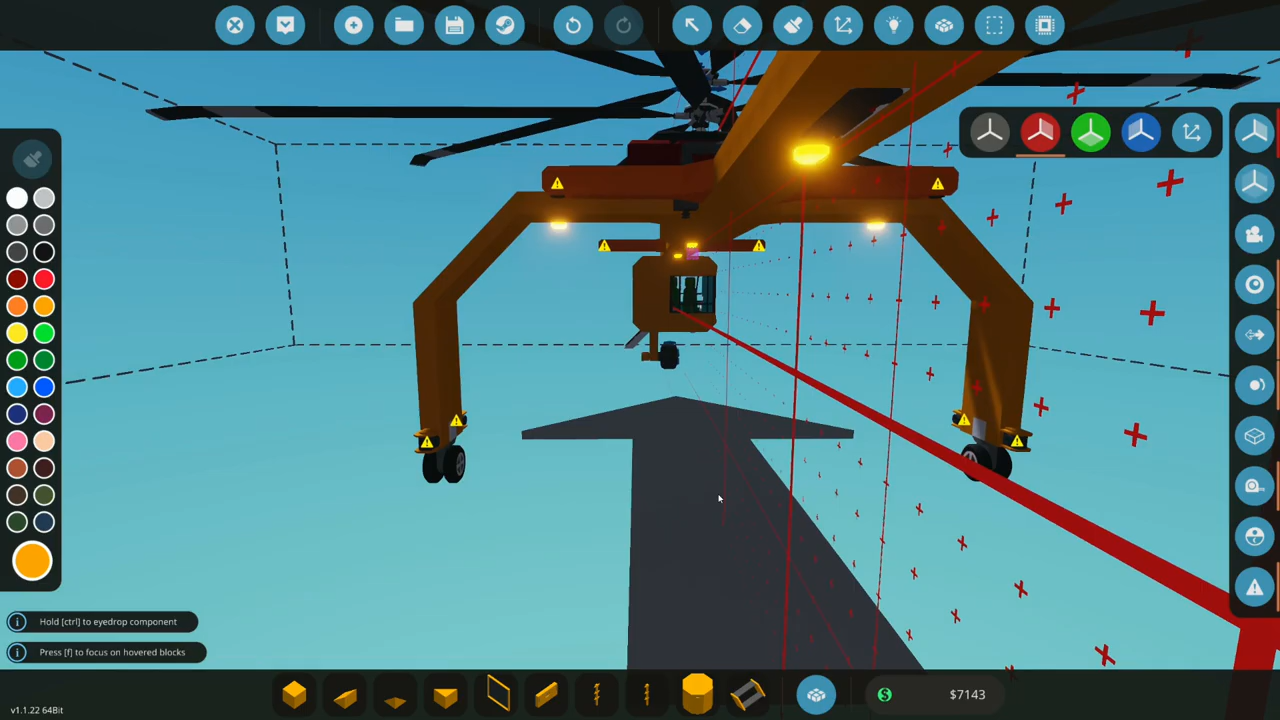 Hold [ctrl] to eyedrop component
Press [f] to focus on hovered blocks
$ $7143
v1.1.22 64Bit